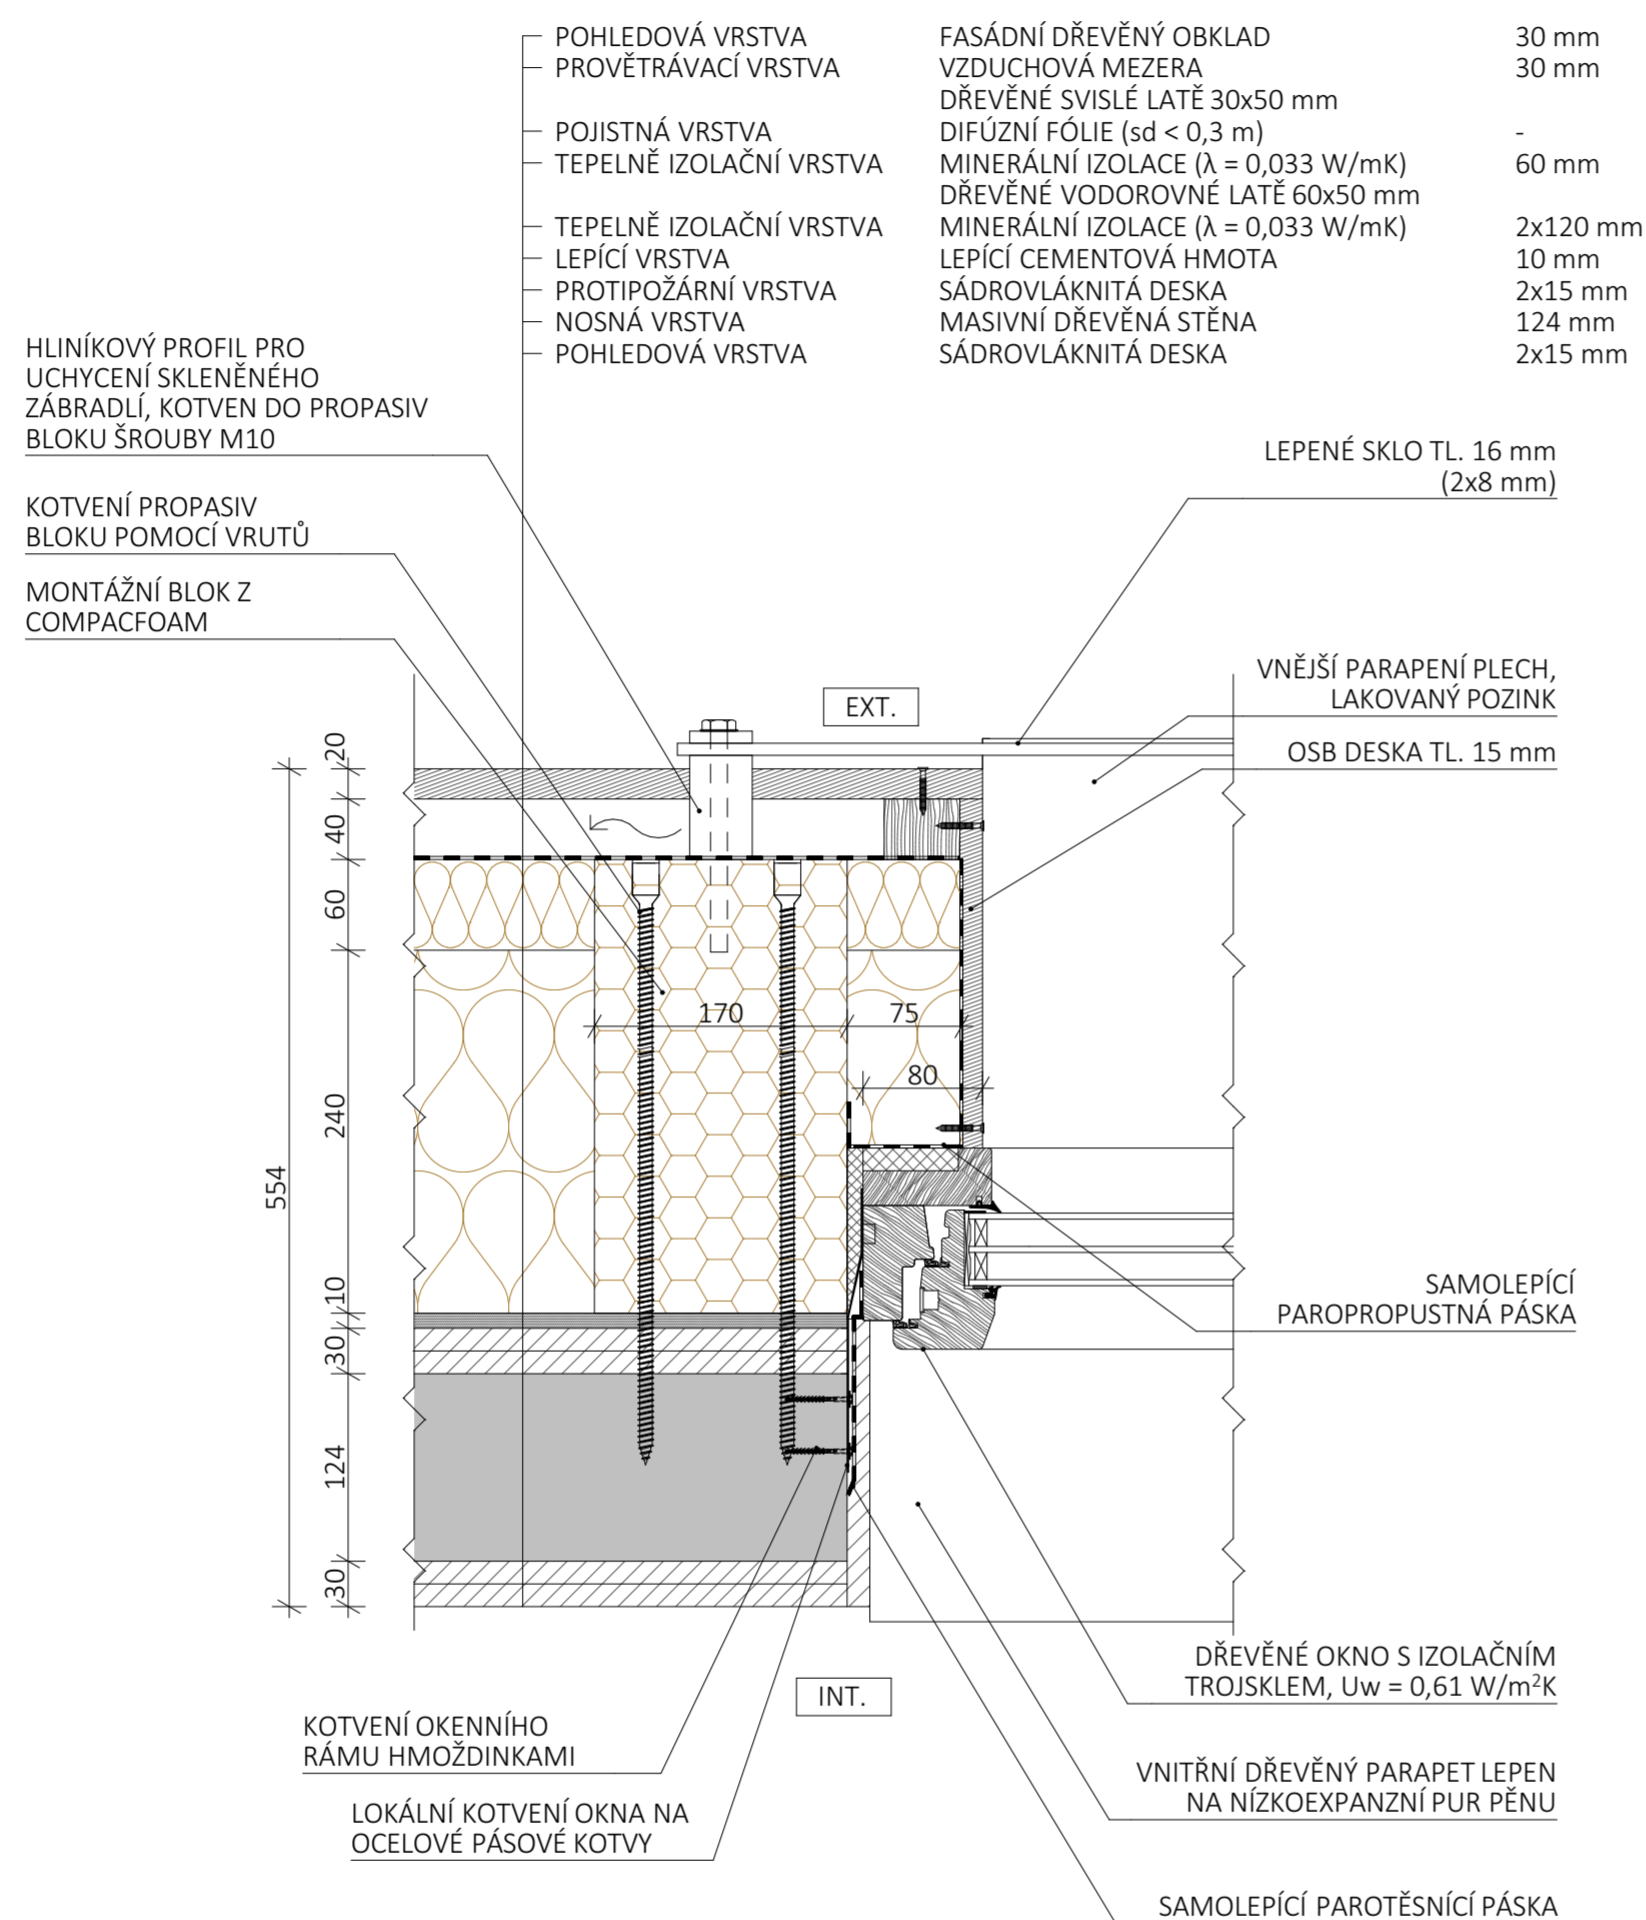 POHLEDOVÁ VRSTVA FASÁDNÍ DŘEVĚNÝ OBKLAD 30 mm
PROVĚTRÁVACÍ VRSTVA VZDUCHOVÁ MEZERA 30 mm
DŘEVĚNÉ SVISLÉ LATĚ 30x50 mm
POJISTNÁ VRSTVA DIFÚZNÍ FÓLIE (sd < 0,3 m) -
TEPELNĚ IZOLAČNÍ VRSTVA MINERÁLNÍ IZOLACE (λ = 0,033 W/mK) 60 mm
DŘEVĚNÉ VODOROVNÉ LATĚ 60x50 mm
TEPELNĚ IZOLAČNÍ VRSTVA MINERÁLNÍ IZOLACE (λ = 0,033 W/mK) 2x120 mm
LEPÍCÍ VRSTVA LEPÍCÍ CEMENTOVÁ HMOTA 10 mm
PROTIPOŽÁRNÍ VRSTVA SÁDROVLÁKNITÁ DESKA 2x15 mm
NOSNÁ VRSTVA MASIVNÍ DŘEVĚNÁ STĚNA 124 mm
POHLEDOVÁ VRSTVA SÁDROVLÁKNITÁ DESKA 2x15 mm
HLINÍKOVÝ PROFIL PRO
UCHYCENÍ SKLENĚNÉHO
ZÁBRADLÍ, KOTVEN DO PROPASIV
BLOKU ŠROUBY M10
LEPENÉ SKLO TL. 16 mm
(2x8 mm)
KOTVENÍ PROPASIV
BLOKU POMOCÍ VRUTŮ
MONTÁŽNÍ BLOK Z
COMPACFOAM
VNĚJŠÍ PARAPENÍ PLECH,
LAKOVANÝ POZINK
EXT.
OSB DESKA TL. 15 mm
20
40
60
240
10
30
124
30
554
170
75
80
SAMOLEPÍCÍ
PAROPROPUSTNÁ PÁSKA
DŘEVĚNÉ OKNO S IZOLAČNÍM
TROJSKLEM, Uw = 0,61 W/m²K
INT.
KOTVENÍ OKENNÍHO
RÁMU HMOŽDINKAMI
VNITŘNÍ DŘEVĚNÝ PARAPET LEPEN
NA NÍZKOEXPANZNÍ PUR PĚNU
LOKÁLNÍ KOTVENÍ OKNA NA
OCELOVÉ PÁSOVÉ KOTVY
SAMOLEPÍCÍ PAROTĚSNÍCÍ PÁSKA